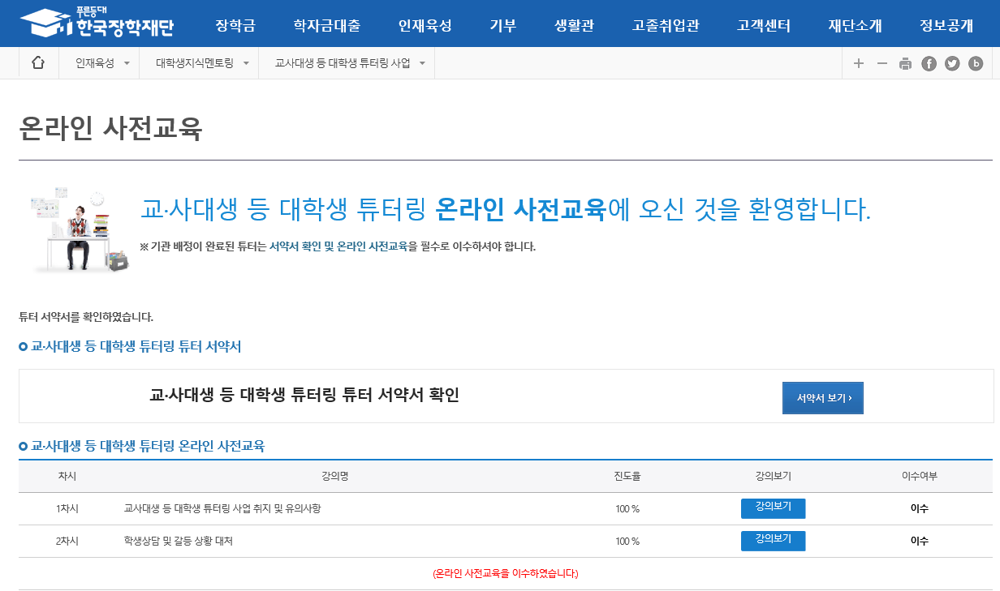 푸른등대
한국장학재단
장학금 학자금대출 인재육성 기부 생활관 고졸취업관 고객센터 재단소개 정보공개
인재육성 대학생지식멘토링 교사대생 등 대학생 튜터링 사업
온라인 사전교육
교·사대생 등 대학생 튜터링 온라인 사전교육에 오신 것을 환영합니다.
※ 기관 배정이 완료된 튜터는 서약서 확인 및 온라인 사전교육을 필수로 이수하셔야 합니다.
튜터 서약서를 확인하였습니다.
교·사대생 등 대학생 튜터링 튜터 서약서
교·사대생 등 대학생 튜터링 튜터 서약서 확인 서약서 보기 ›
교·사대생 등 대학생 튜터링 온라인 사전교육
차시 강의명 진도율 강의보기 이수여부
1차시 교사대생 등 대학생 튜터링 사업 취지 및 유의사항 100 % 강의보기 이수
2차시 학생상담 및 갈등 상황 대처 100 % 강의보기 이수
(온라인 사전교육을 이수하였습니다.)